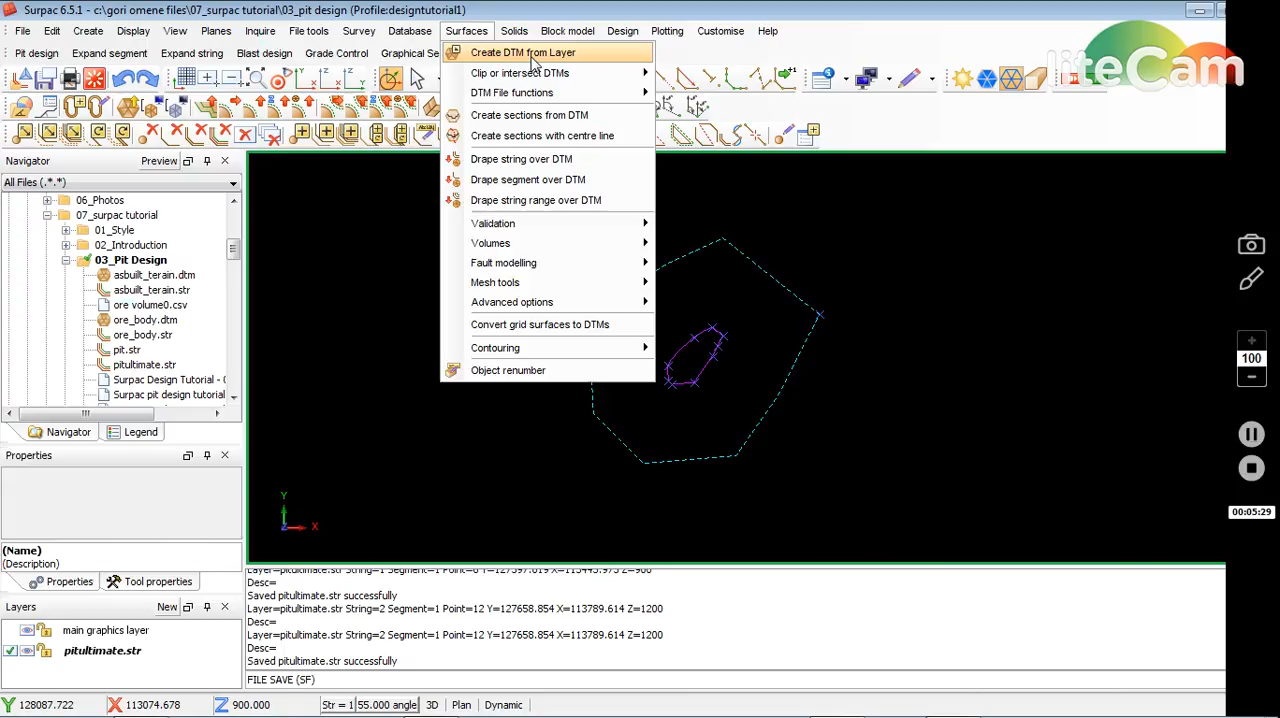 Surpac 6.5.1 - c:\gori omene files\07_surpac tutorial\03_pit design (Profile:designtutorial1)
File Edit Create Display View Planes Inquire File tools Survey Database Surfaces Solids Block model Design Plotting Customise Help
Pit design Expand segment Expand string Blast design Grade Control Graphical Se
liteCam
Create DTM from Layer
Clip or intersect DTMs
DTM File functions
Create sections from DTM
Create sections with centre line
Drape string over DTM
Drape segment over DTM
Drape string range over DTM
Validation
Volumes
Fault modelling
Mesh tools
Advanced options
Convert grid surfaces to DTMs
Contouring
Object renumber
Navigator Preview
All Files (*.*)
06_Photos
07_surpac tutorial
01_Style
02_Introduction
03_Pit Design
asbuilt_terain.dtm
asbuilt_terain.str
ore volume0.csv
ore_body.dtm
ore_body.str
pit.str
pitultimate.str
Surpac Design Tutorial - 0
Surpac pit design tutorial
Navigator Legend
Properties
(Name)
(Description)
Properties Tool properties
Layers New
main graphics layer
pitultimate.str
Y
Z X
Desc=
Saved pitultimate.str successfully
Layer=pitultimate.str String=1 Segment=1 Point=12 Y=127658.854 X=113789.614 Z=1200
Desc=
Layer=pitultimate.str String=2 Segment=1 Point=12 Y=127658.854 X=113789.614 Z=1200
Desc=
Saved pitultimate.str successfully
FILE SAVE (SF)
Y 128087.722 X 113074.678 Z 900.000 Str = 1 55.000 angle 3D Plan Dynamic
100
00:05:29